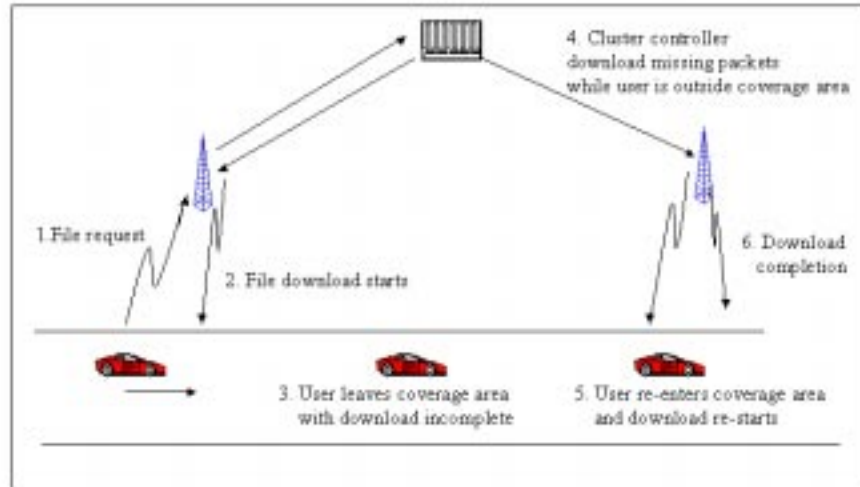 4. Cluster controller
download missing packets
while user is outside coverage area
1.File request
2. File download starts
6. Download
completion
3. User leaves coverage area
with download incomplete
5. User re-enters coverage area
and download re-starts